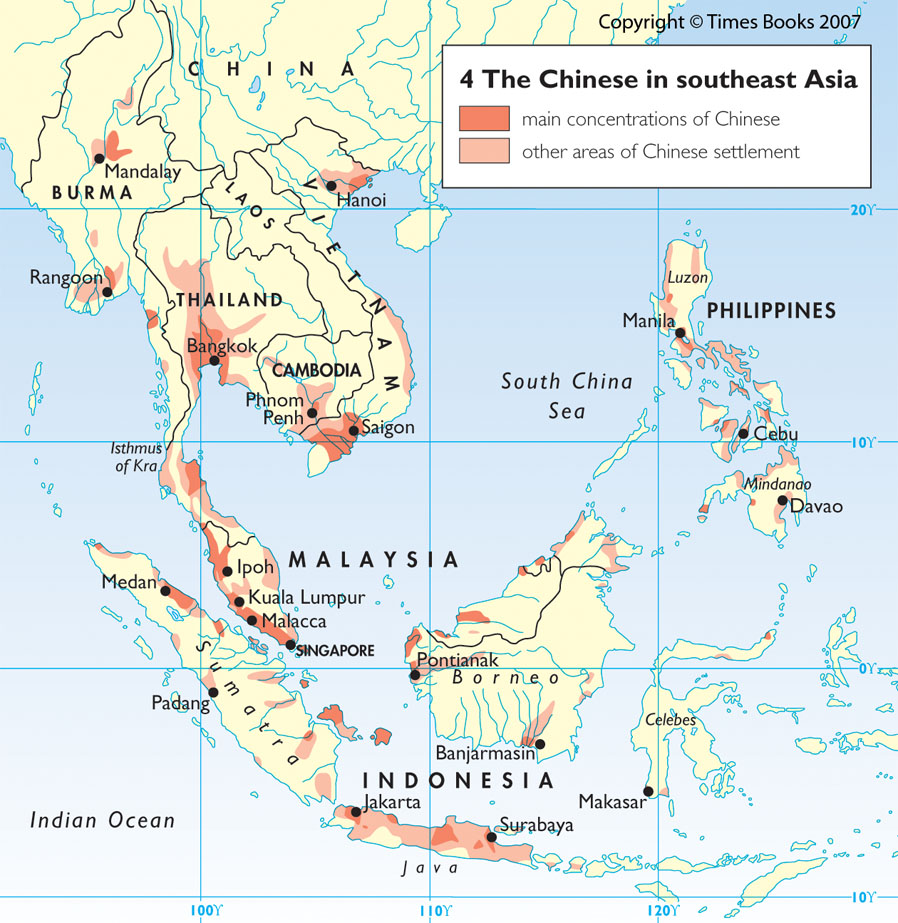 Copyright © Times Books 2007
4 The Chinese in southeast Asia
main concentrations of Chinese
other areas of Chinese settlement
CHINA
Mandalay
BURMA
LAOS
VIETNAM
Hanoi
20♈
Rangoon
THAILAND
Bangkok
CAMBODIA
Phnom
Penh
Saigon
Luzon
PHILIPPINES
Manila
South China
Sea
Isthmus
of Kra
10♈
Cebu
Mindanao
Davao
MALAYSIA
Ipoh
Medan
Kuala Lumpur
Malacca
SINGAPORE
Sumatra
Padang
Pontianak
Borneo
0♈
Celebes
Banjarmasin
INDONESIA
Makasar
Jakarta
Surabaya
Indian Ocean
Java
10♈
100♈
110♈
120♈